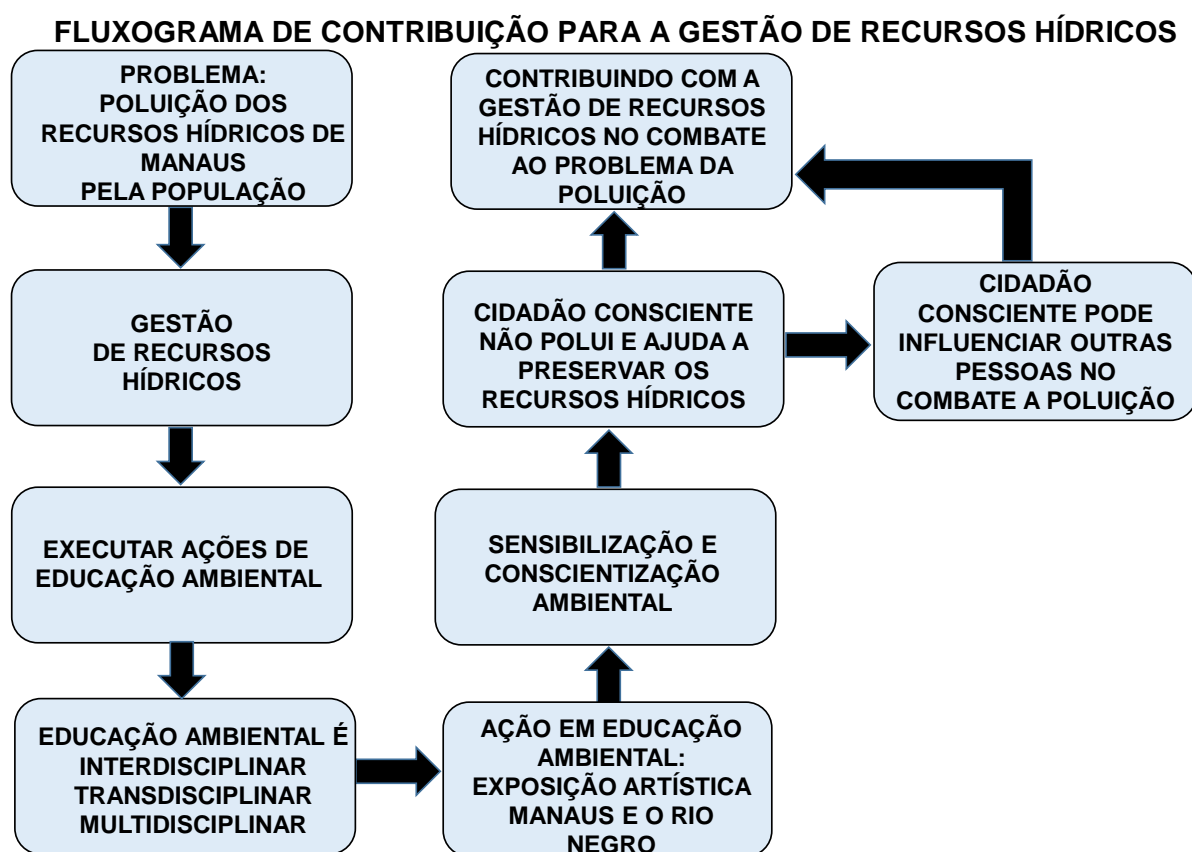 FLUXOGRAMA DE CONTRIBUIÇÃO PARA A GESTÃO DE RECURSOS HÍDRICOS
PROBLEMA:
POLUIÇÃO DOS
RECURSOS HÍDRICOS DE
MANAUS
PELA POPULAÇÃO
GESTÃO
DE RECURSOS
HÍDRICOS
EXECUTAR AÇÕES DE
EDUCAÇÃO AMBIENTAL
EDUCAÇÃO AMBIENTAL É
INTERDISCIPLINAR
TRANSDISCIPLINAR
MULTIDISCIPLINAR
AÇÃO EM EDUCAÇÃO
AMBIENTAL:
EXPOSIÇÃO ARTÍSTICA
MANAUS E O RIO
NEGRO
SENSIBILIZAÇÃO E
CONSCIENTIZAÇÃO
AMBIENTAL
CIDADÃO CONSCIENTE
NÃO POLUI E AJUDA A
PRESERVAR OS
RECURSOS HÍDRICOS
CIDADÃO
CONSCIENTE PODE
INFLUENCIAR OUTRAS
PESSOAS NO
COMBATE A POLUIÇÃO
CONTRIBUINDO COM A
GESTÃO DE RECURSOS
HÍDRICOS NO COMBATE
AO PROBLEMA DA
POLUIÇÃO